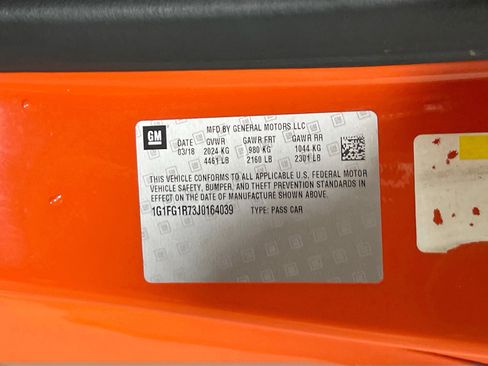 GM
MFD BY GENERAL MOTORS LLC
DATE GVWR GAWR FRT GAWR RR
03/18 2024 KG 980 KG 1044 KG
4461 LB 2160 LB 2301 LB
THIS VEHICLE CONFORMS TO ALL APPLICABLE U.S. FEDERAL MOTOR
VEHICLE SAFETY, BUMPER, AND THEFT PREVENTION STANDARDS IN
EFFECT ON THE DATE OF MANUFACTURE SHOWN ABOVE.
1G1FG1R73J0164039 TYPE: PASS CAR